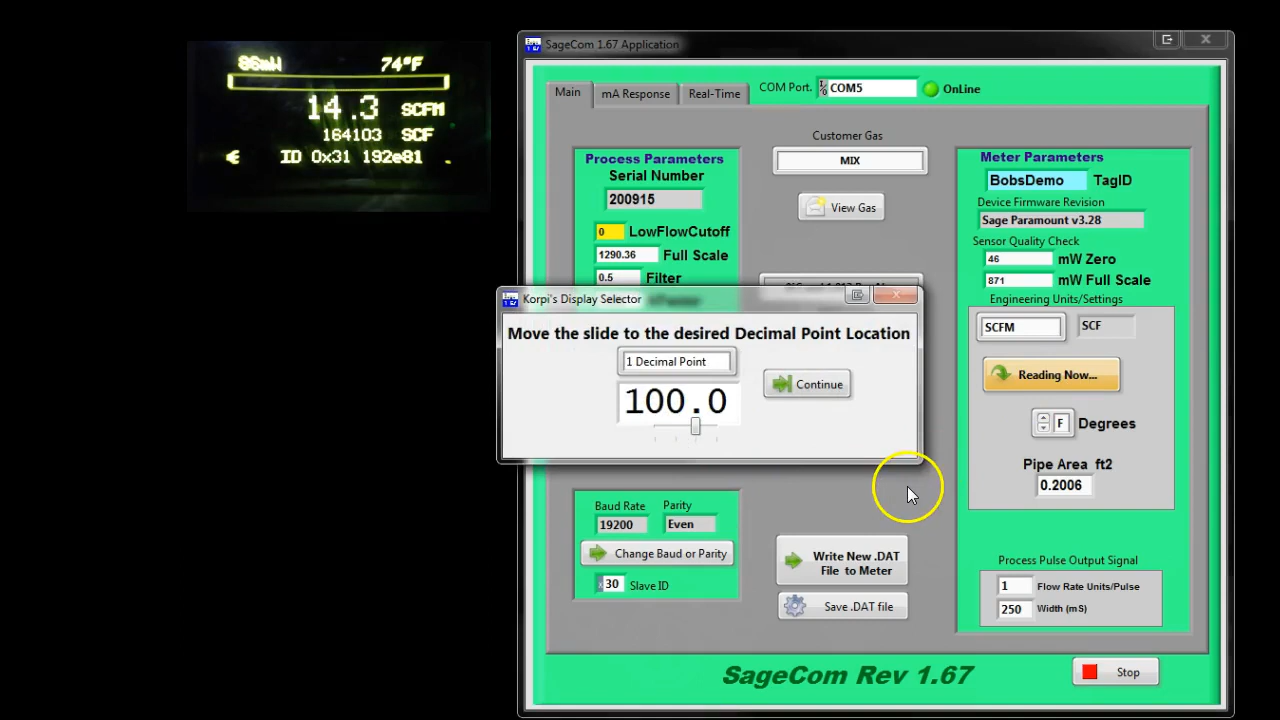 86mW 74°F
14.3 SCFM
164103 SCF
ID 0x31 192e81
SageCom 1.67 Application
Main
mA Response
Real-Time
COM Port.
COM5
OnLine
Process Parameters
Serial Number
200915
0 LowFlowCutoff
1290.36 Full Scale
0.5 Filter
Customer Gas
MIX
View Gas
Meter Parameters
BobsDemo TagID
Device Firmware Revision
Sage Paramount v3.28
Sensor Quality Check
46 mW Zero
871 mW Full Scale
Engineering Units/Settings
SCFM SCF
Reading Now...
F Degrees
Pipe Area ft2
0.2006
Korpi's Display Selector
Move the slide to the desired Decimal Point Location
1 Decimal Point
100.0
Continue
Baud Rate Parity
19200 Even
Change Baud or Parity
30 Slave ID
Write New .DAT
File to Meter
Save .DAT file
Process Pulse Output Signal
1 Flow Rate Units/Pulse
250 Width (mS)
SageCom Rev 1.67
Stop